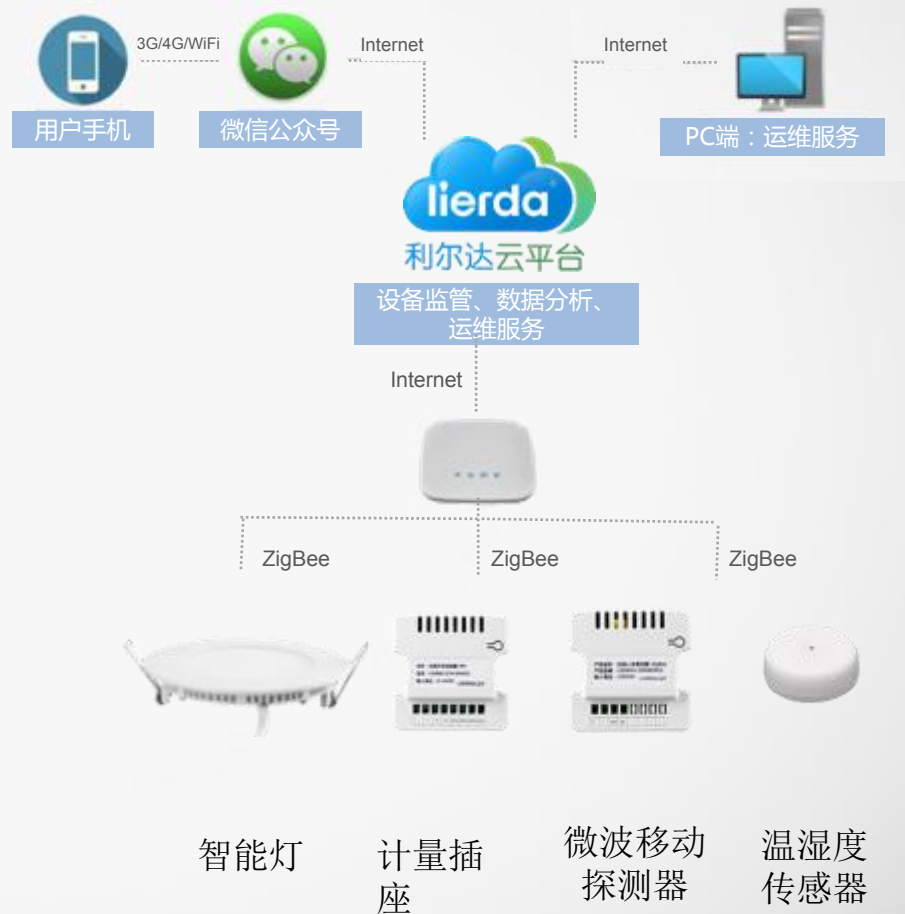 3G/4G/WiFi
Internet
Internet
用户手机
微信公众号
PC端：运维服务
lierda
利尔达云平台
设备监管、数据分析、
运维服务
Internet
ZigBee
ZigBee
ZigBee
智能灯
计量插
座
微波移动
探测器
温湿度
传感器